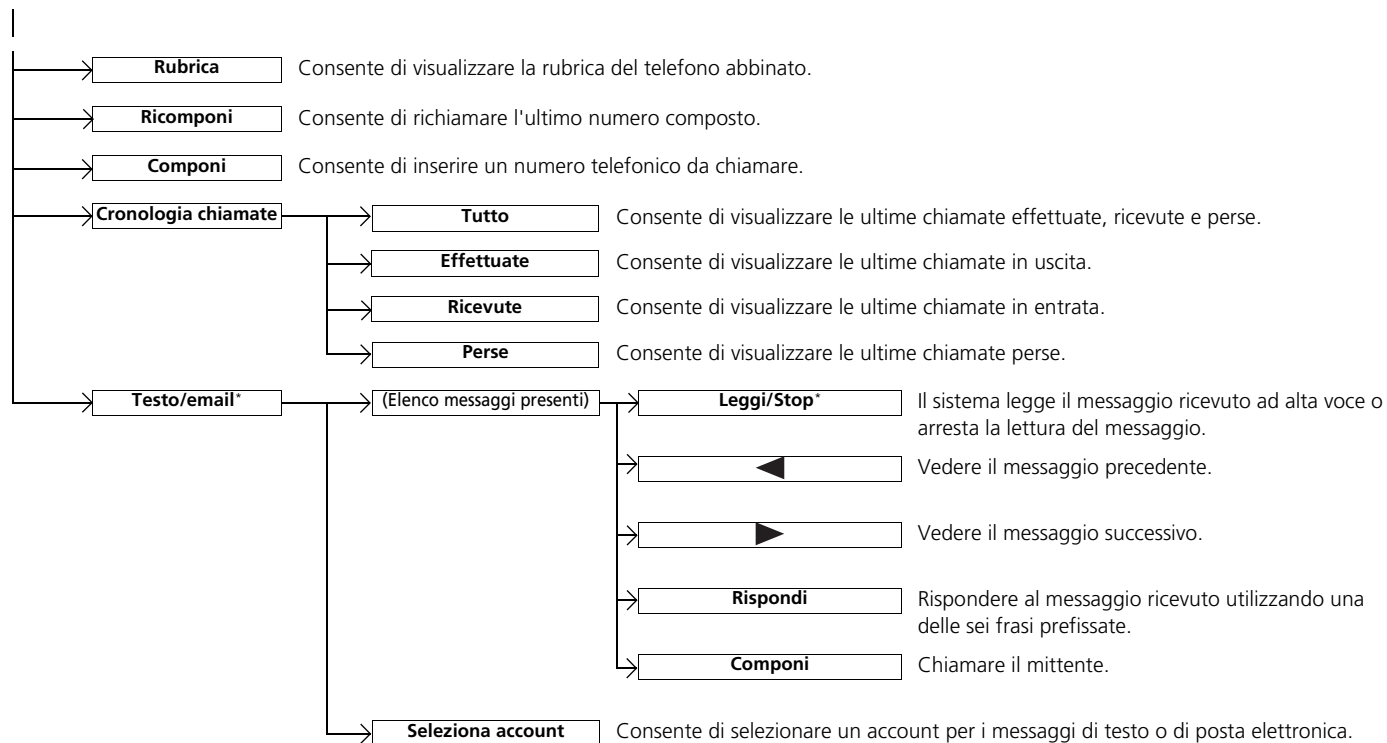 Rubrica Consente di visualizzare la rubrica del telefono abbinato.
Ricomponi Consente di richiamare l'ultimo numero composto.
Componi Consente di inserire un numero telefonico da chiamare.
Cronologia chiamate Tutto Consente di visualizzare le ultime chiamate effettuate, ricevute e perse.
Effettuate Consente di visualizzare le ultime chiamate in uscita.
Ricevute Consente di visualizzare le ultime chiamate in entrata.
Perse Consente di visualizzare le ultime chiamate perse.
Testo/email* (Elenco messaggi presenti) Leggi/Stop* Il sistema legge il messaggio ricevuto ad alta voce o
arresta la lettura del messaggio.
Vedere il messaggio precedente.
Vedere il messaggio successivo.
Rispondi Rispondere al messaggio ricevuto utilizzando una
delle sei frasi prefissate.
Componi Chiamare il mittente.
Seleziona account Consente di selezionare un account per i messaggi di testo o di posta elettronica.